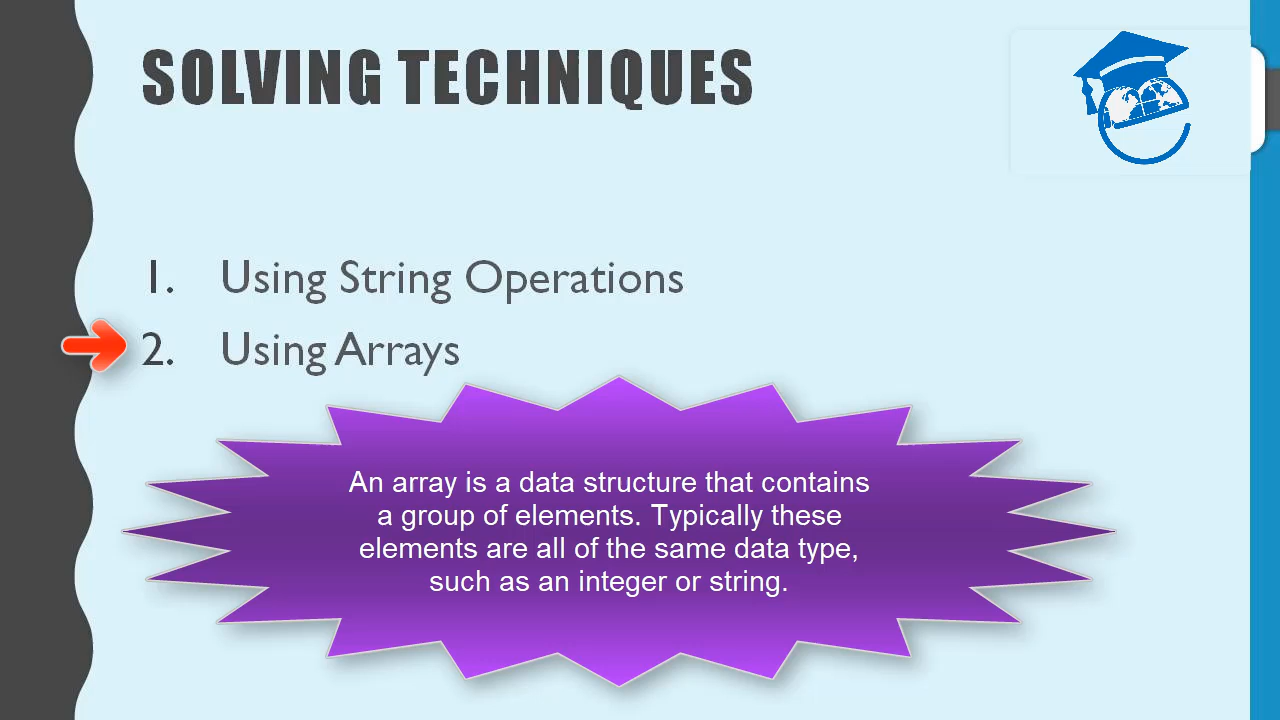 SOLVING TECHNIQUES
1. Using String Operations
2. Using Arrays
An array is a data structure that contains
a group of elements. Typically these
elements are all of the same data type,
such as an integer or string.